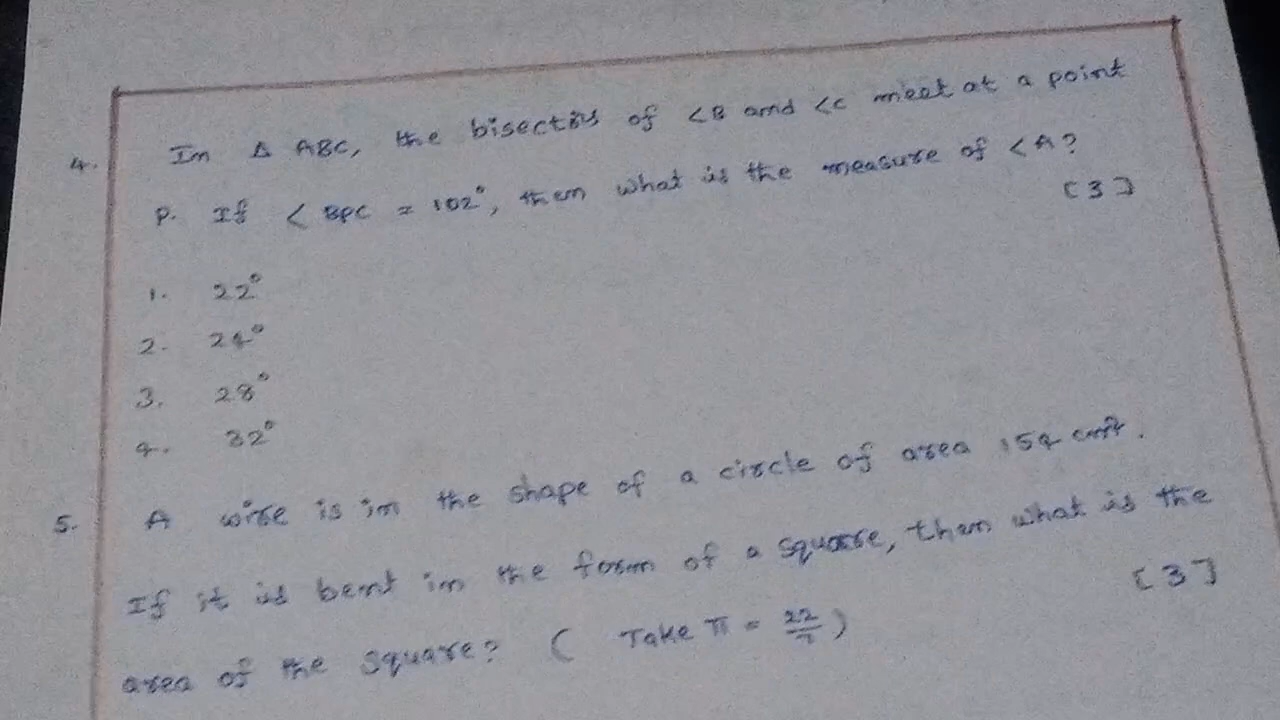 4. In Δ ABC, the bisectors of <B and <C meet at a point
P. If < BPC = 102°, then what is the measure of <A?
[3]
1. 22°
2. 24°
3. 28°
4. 32°
5. A wire is in the shape of a circle of area 154 cm².
If it is bent in the form of a square, then what is the
[3]
area of the square? ( Take π = 22/7 )